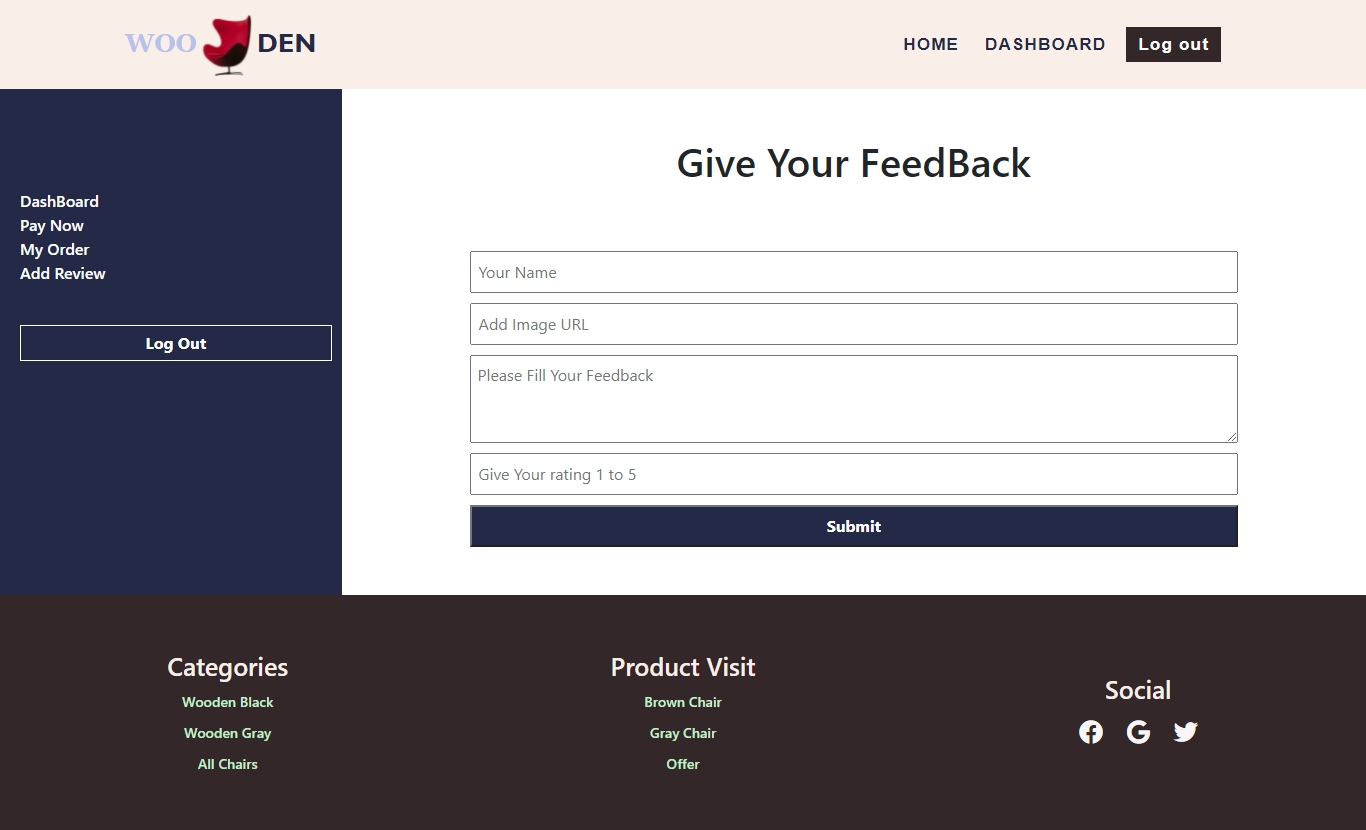 WOO DEN
HOME DASHBOARD Log out
DashBoard
Pay Now
My Order
Add Review
Log Out
Give Your FeedBack
Your Name
Add Image URL
Please Fill Your Feedback
Give Your rating 1 to 5
Submit
Categories
Wooden Black
Wooden Gray
All Chairs
Product Visit
Brown Chair
Gray Chair
Offer
Social